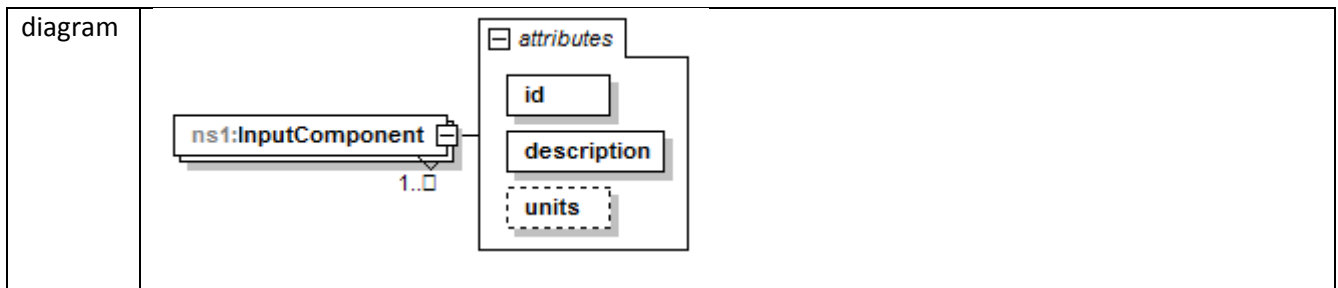 diagram
attributes
id
ns1:InputComponent
description
1..□
units